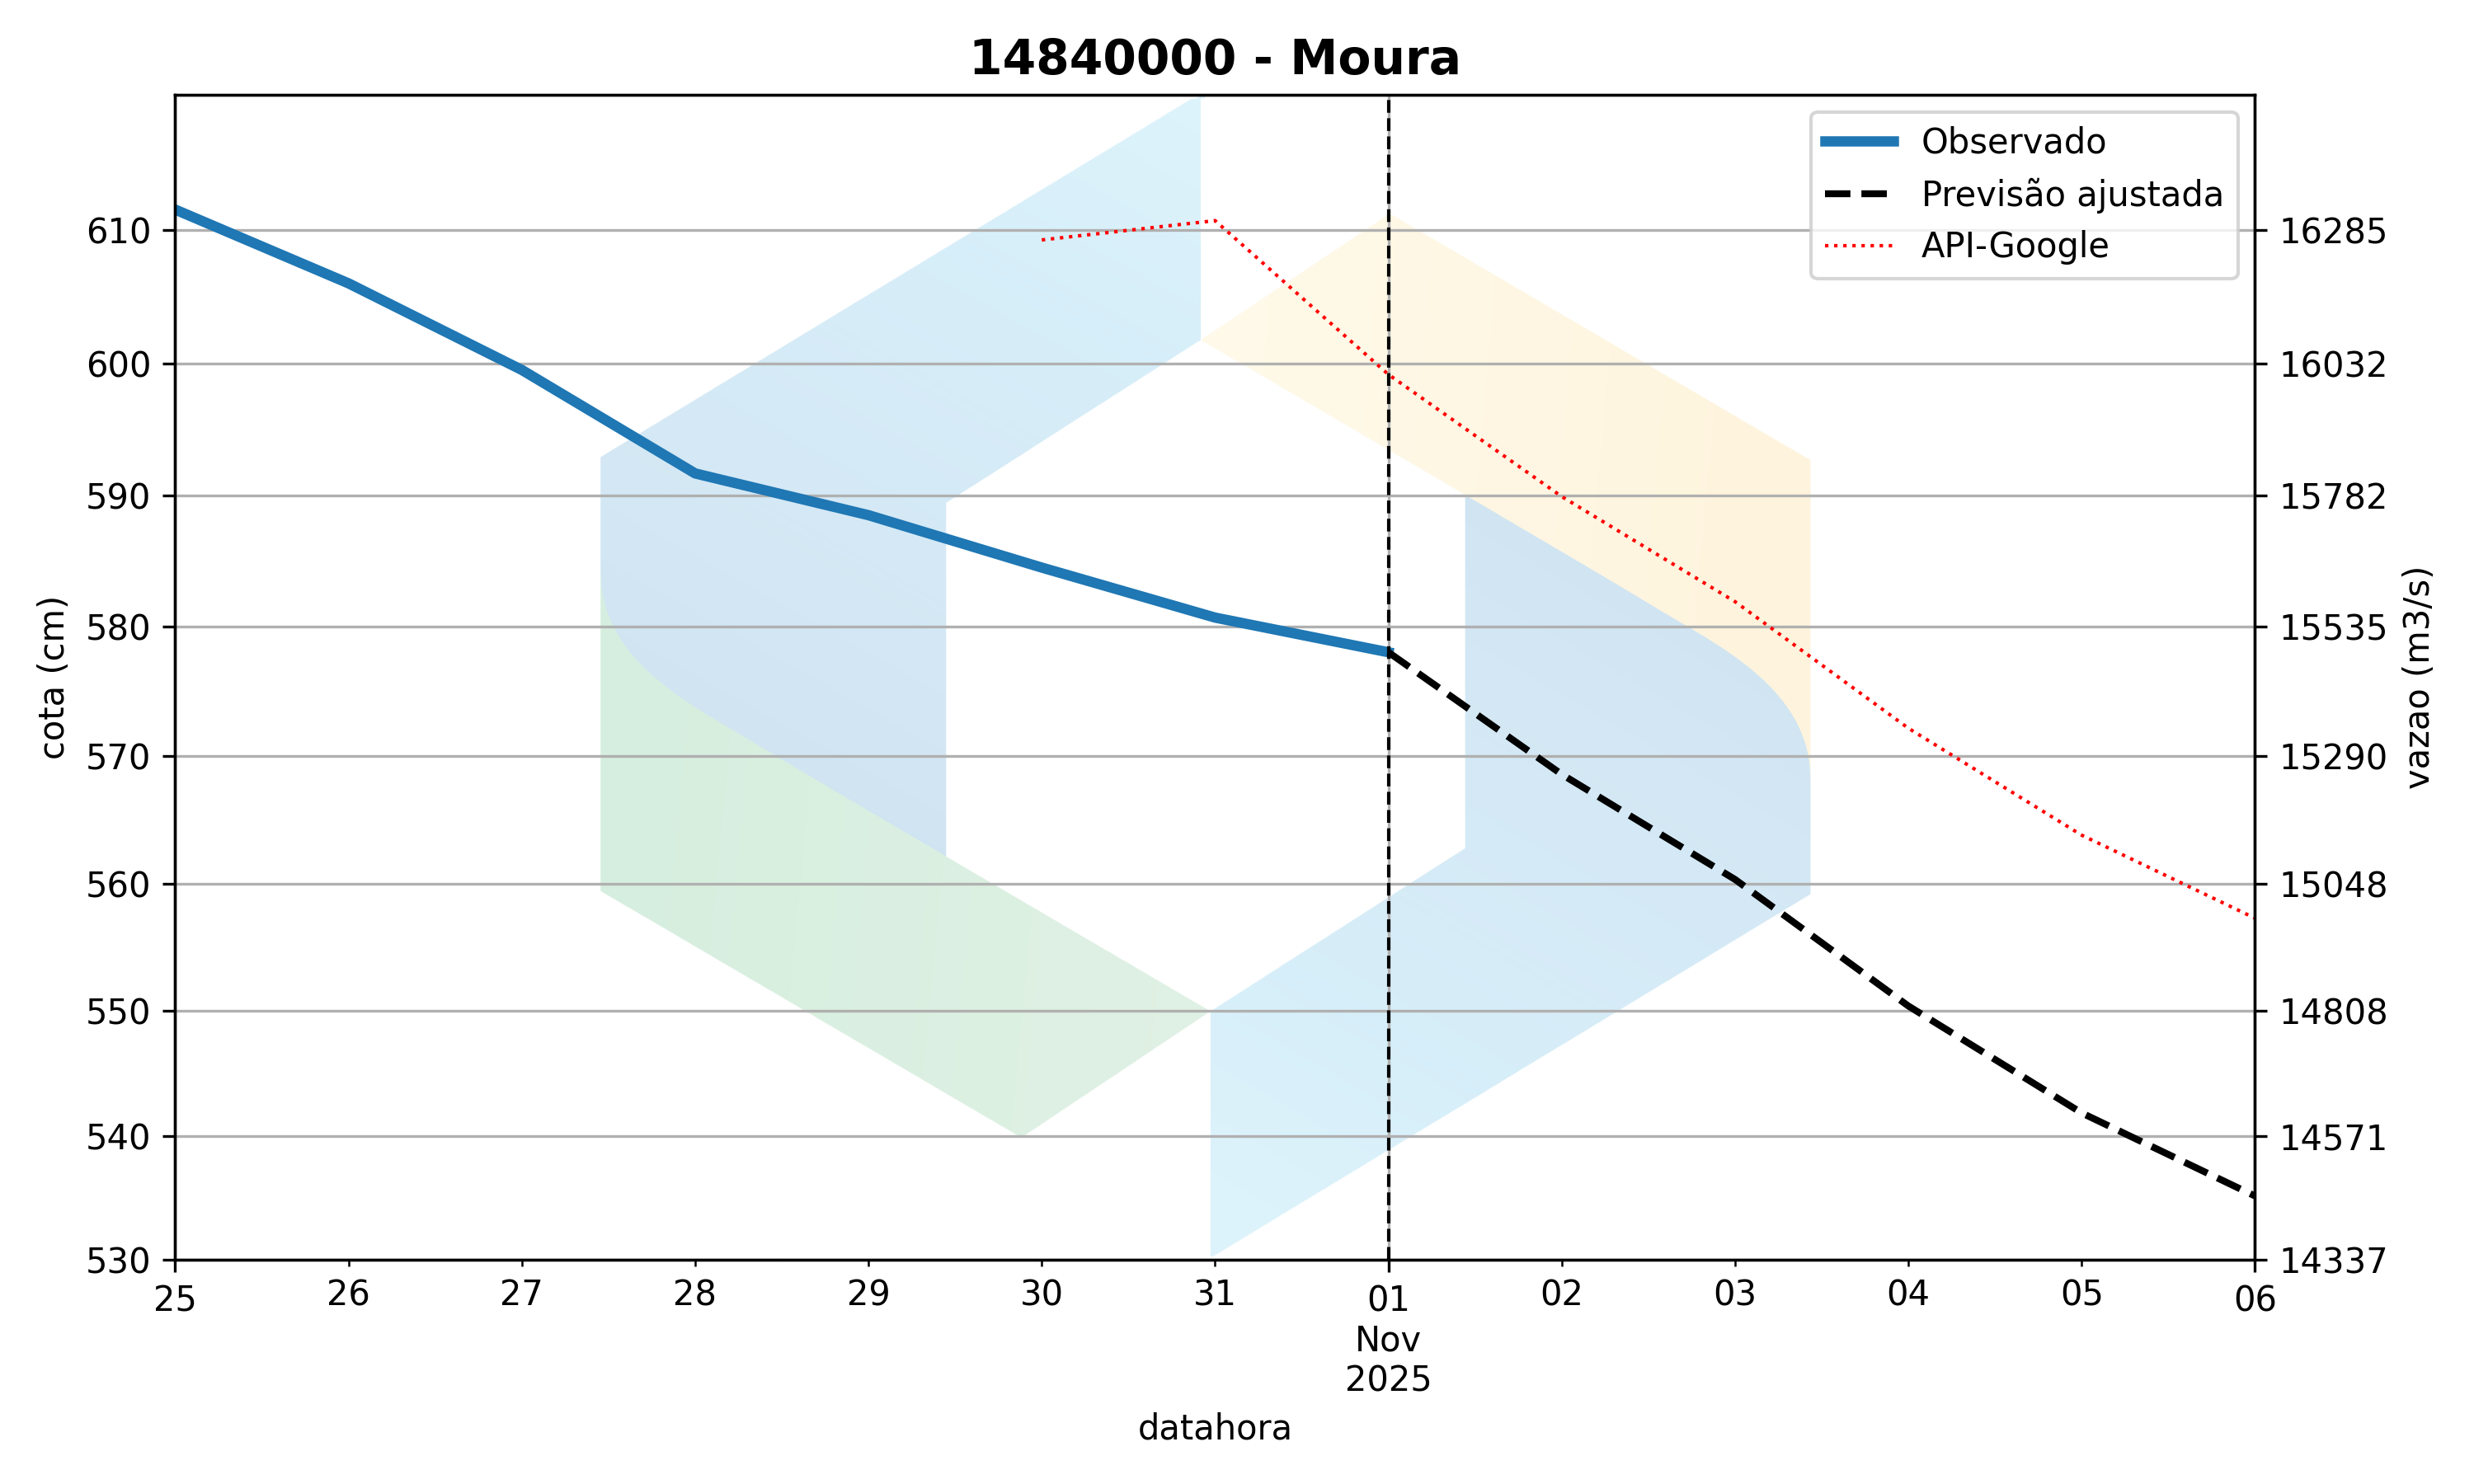 14840000 - Moura
Observado
Previsão ajustada
API-Google
610
600
590
580
570
560
550
540
530
cota (cm)
16285
16032
15782
15535
15290
15048
14808
14571
14337
vazao (m3/s)
25 26 27 28 29 30 31 01 02 03 04 05 06
Nov
2025
datahora